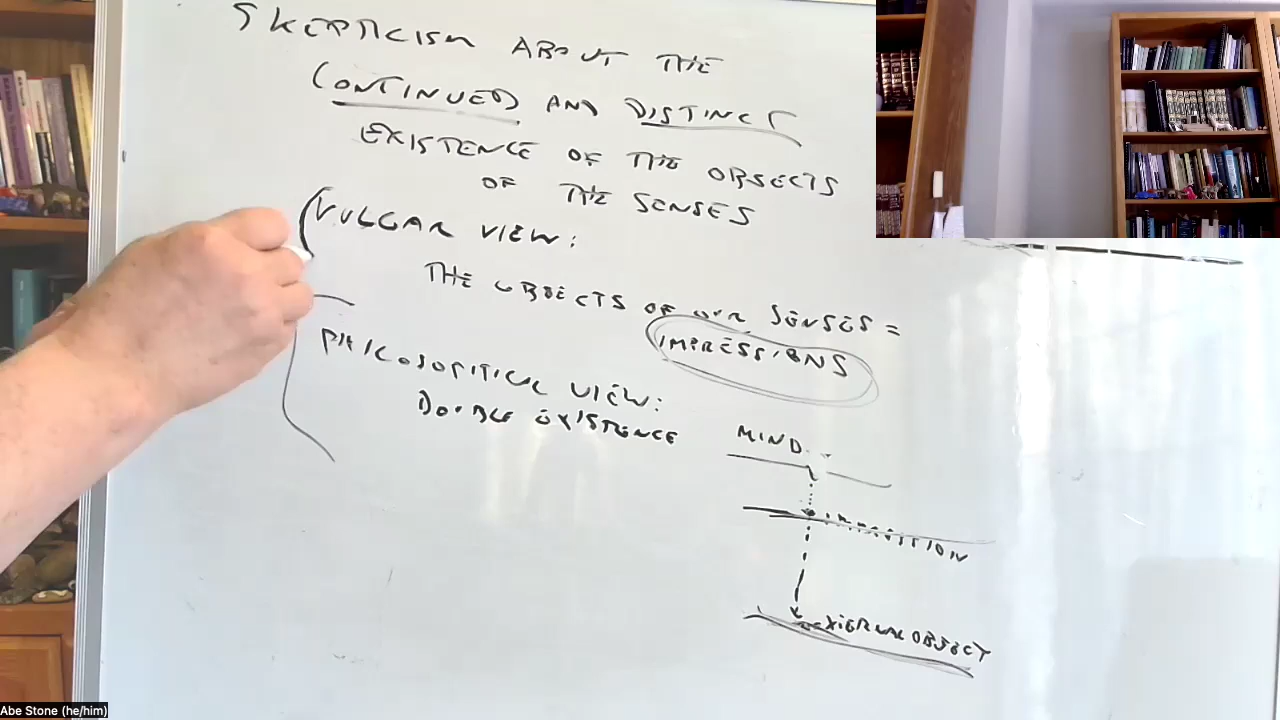 SKEPTICISM ABOUT THE
CONTINUED AND DISTINCT
EXISTENCE OF THE OBJECTS
OF THE SENSES
VULGAR VIEW:
THE OBJECTS OF OUR SENSES =
IMPRESSIONS
PHILOSOPHICAL VIEW:
DOUBLE EXISTENCE
MIND
EXTERNAL OBJECT
Abe Stone (he/him)